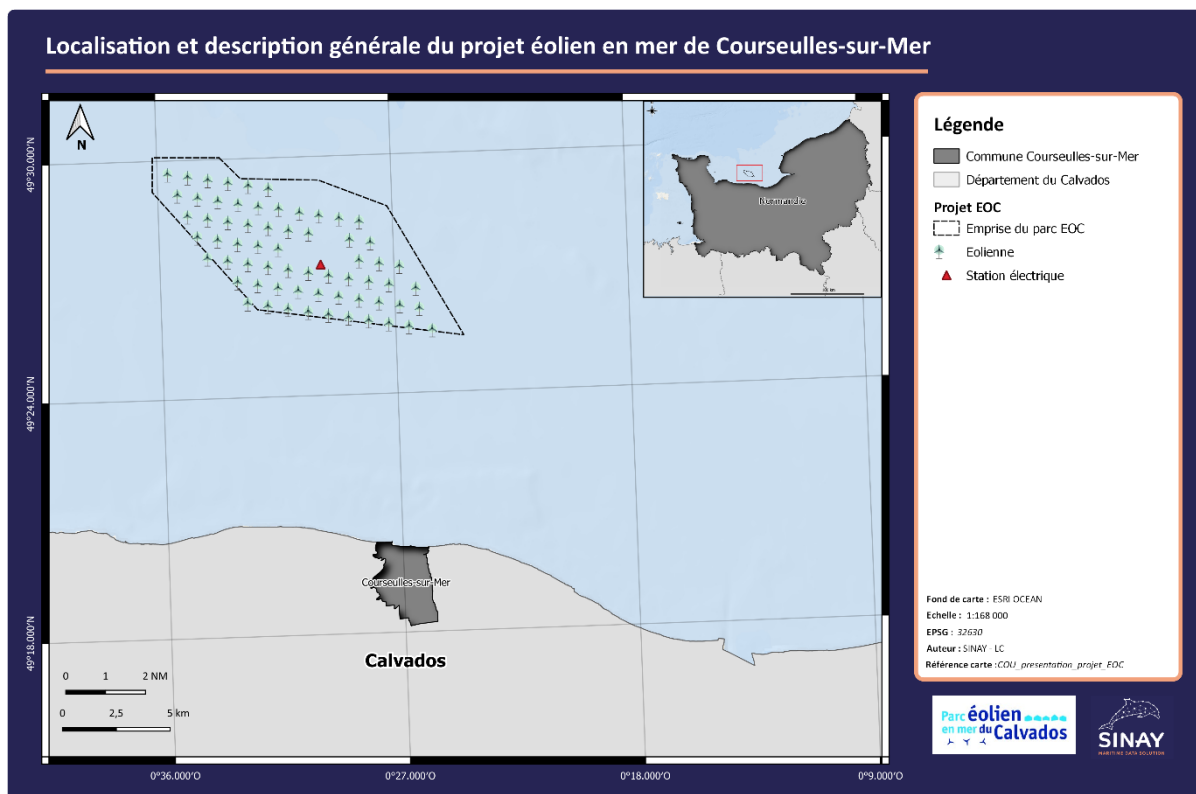 Localisation et description générale du projet éolien en mer de Courseulles-sur-Mer
N
49°30.000'N
49°24.000'N
49°18.000'N
Normandie
Courseulles-sur-Mer
Calvados
0 1 2 NM
0 2,5 5 km
0°36.000'O 0°27.000'O 0°18.000'O 0°9.000'O
Légende
Commune Courseulles-sur-Mer
Département du Calvados
Projet EOC
Emprise du parc EOC
Eolienne
Station électrique
Fond de carte : ESRI OCEAN
Echelle : 1:168 000
EPSG : 32630
Auteur : SINAY - LC
Référence carte :COU_presentation_projet_EOC
Parc éolien
en mer du Calvados
SINAY
MARITIME DATA SOLUTION